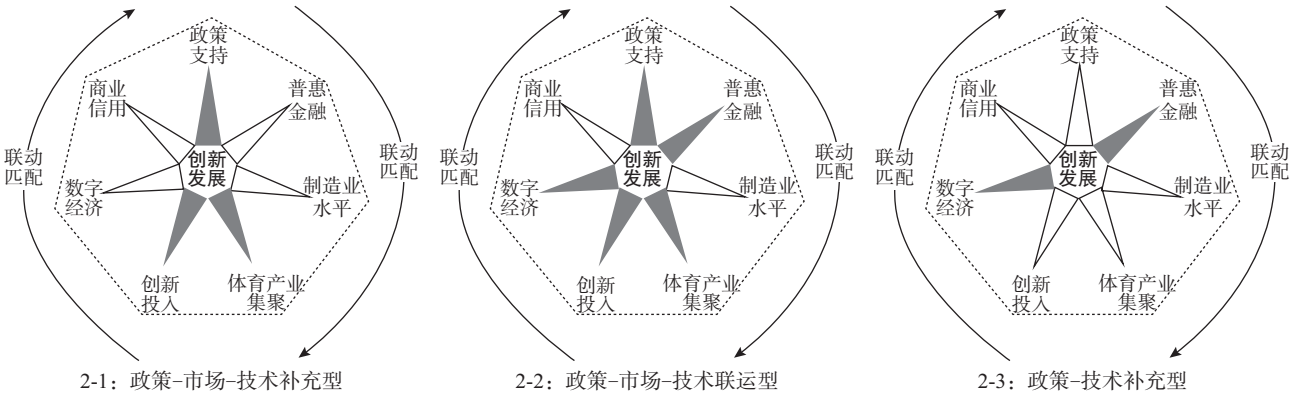 政策
支持
商业
信用
普惠
金融
联动
匹配
创新
发展
联动
匹配
数字
经济
制造业
水平
创新
投入
体育产业
集聚
2-1：政策-市场-技术补充型
政策
支持
商业
信用
普惠
金融
联动
匹配
创新
发展
联动
匹配
数字
经济
制造业
水平
创新
投入
体育产业
集聚
2-2：政策-市场-技术联运型
政策
支持
商业
信用
普惠
金融
联动
匹配
创新
发展
联动
匹配
数字
经济
制造业
水平
创新
投入
体育产业
集聚
2-3：政策-技术补充型